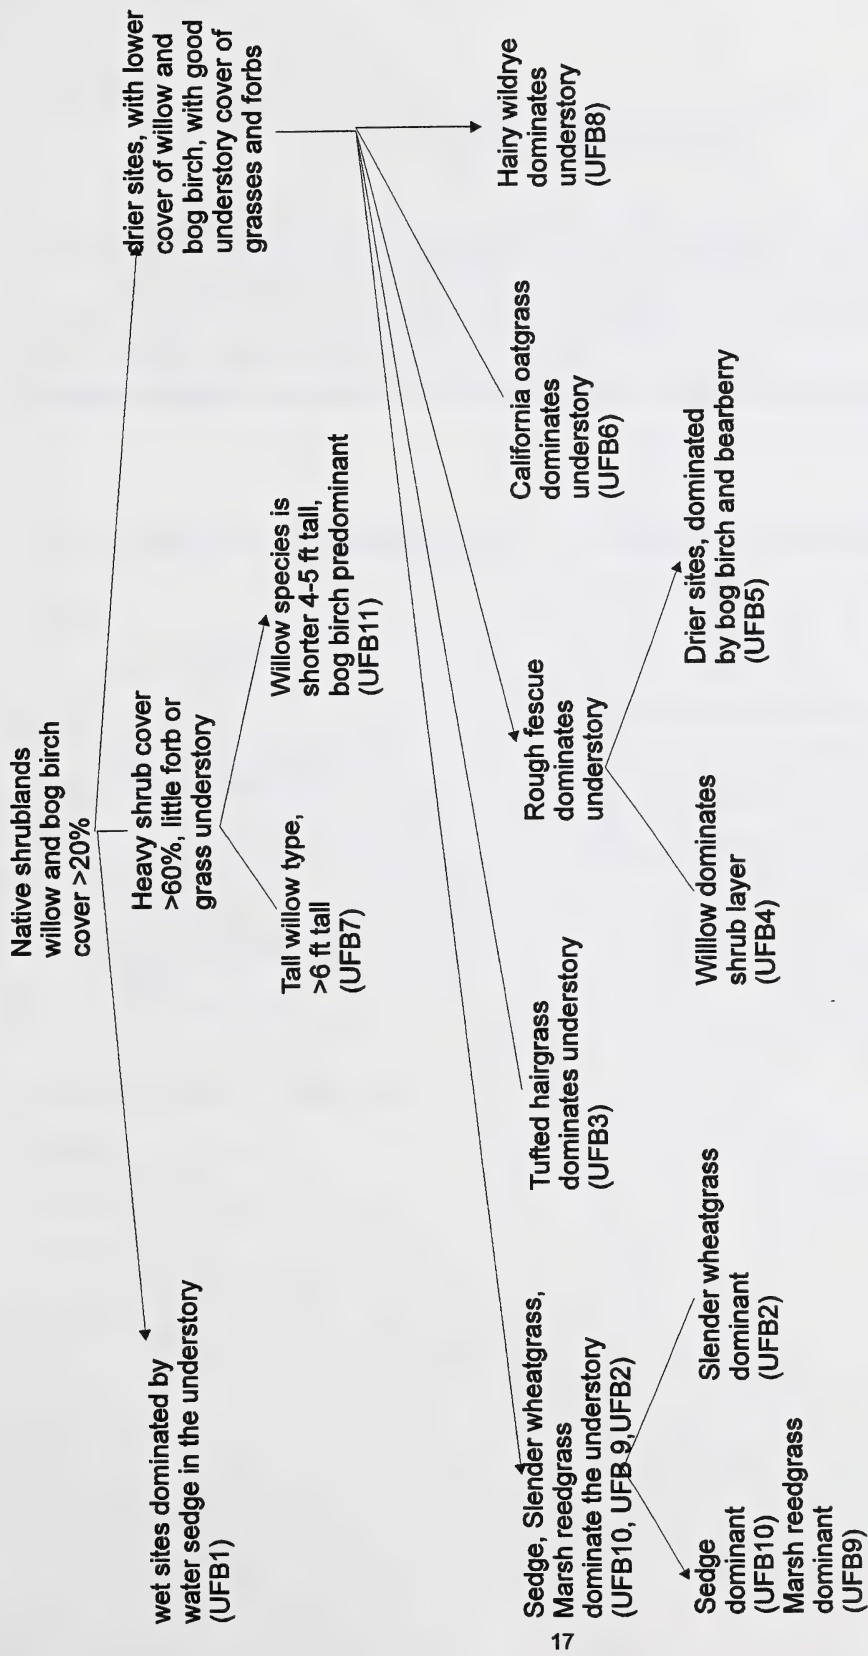 Native shrublands
willow and bog birch
cover >20%
wet sites dominated by
water sedge in the understory
(UFB1)
Heavy shrub cover
>60%, little forb or
grass understory
drier sites, with lower
cover of willow and
bog birch, with good
understory cover of
grasses and forbs
Tall willow type,
>6 ft tall
(UFB7)
Willow species is
shorter 4-5 ft tall,
bog birch predominant
(UFB11)
Sedge, Slender wheatgrass,
Marsh reedgrass
dominate the understory
(UFB10, UFB 9,UFB2)
Tufted hairgrass
dominates understory
(UFB3)
Rough fescue
dominates
understory
California oatgrass
dominates
understory
(UFB6)
Hairy wildrye
dominates
understory
(UFB8)
Sedge
dominant
(UFB10)
Marsh reedgrass
dominant
(UFB9)
Slender wheatgrass
dominant
(UFB2)
Willlow dominates
shrub layer
(UFB4)
Drier sites, dominated
by bog birch and bearberry
(UFB5)
17